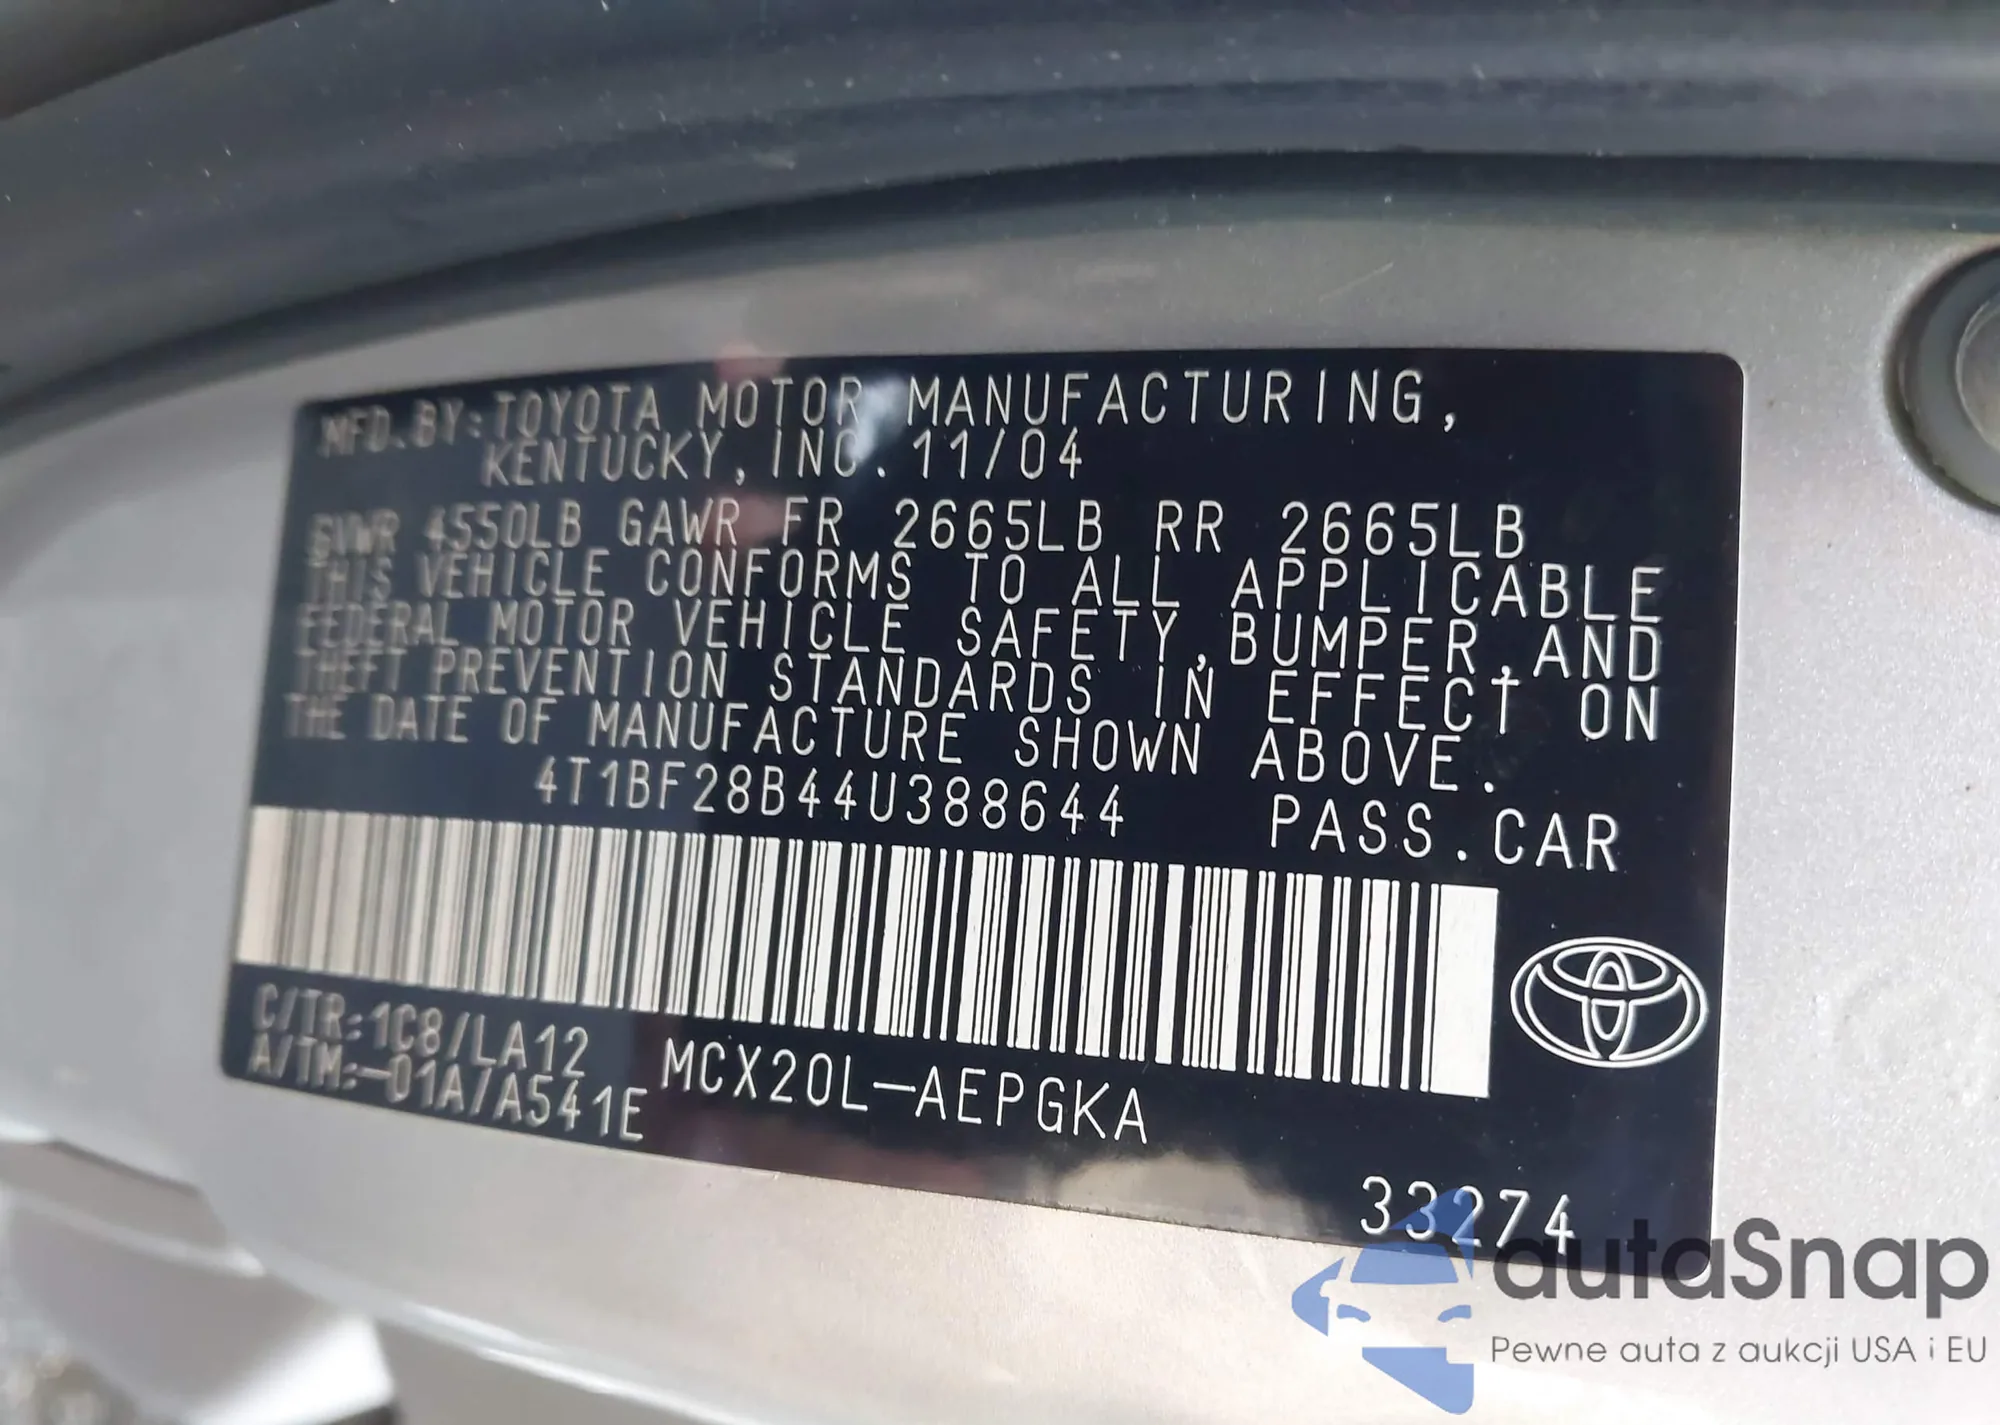 MFD.BY:TOYOTA MOTOR MANUFACTURING,
KENTUCKY,INC. 11/04
GVWR 4550LB GAWR FR 2665LB RR 2665LB
THIS VEHICLE CONFORMS TO ALL APPLICABLE
FEDERAL MOTOR VEHICLE SAFETY,BUMPER,AND
THEFT PREVENTION STANDARDS IN EFFECT ON
THE DATE OF MANUFACTURE SHOWN ABOVE.
4T1BF28B44U388644 PASS.CAR
C/TR:1C8/LA12
A/TM:-01A/A541E
MCX20L-AEPGKA
33274
autaSnap
Pewne auta z aukcji USA i EU